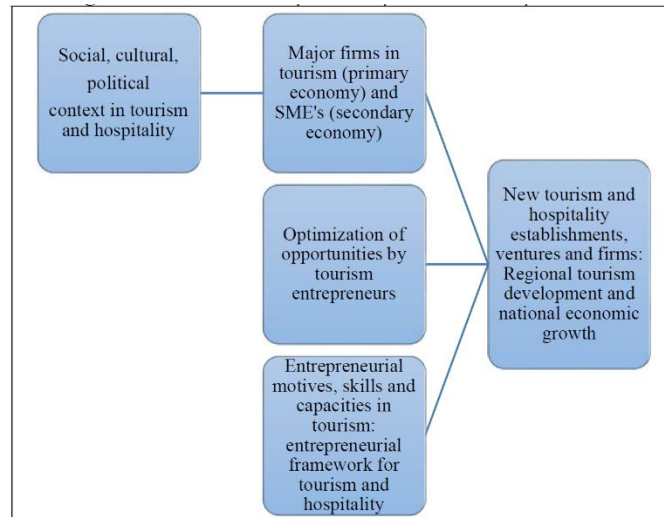 Social, cultural,
political
context in tourism
and hospitality
Major firms in
tourism (primary
economy) and
SME's (secondary
economy)
Optimization of
opportunities by
tourism
entrepreneurs
Entrepreneurial
motives, skills and
capacities in
tourism:
entrepreneurial
framework for
tourism and
hospitality
New tourism and
hospitality
establishments,
ventures and firms:
Regional tourism
development and
national economic
growth